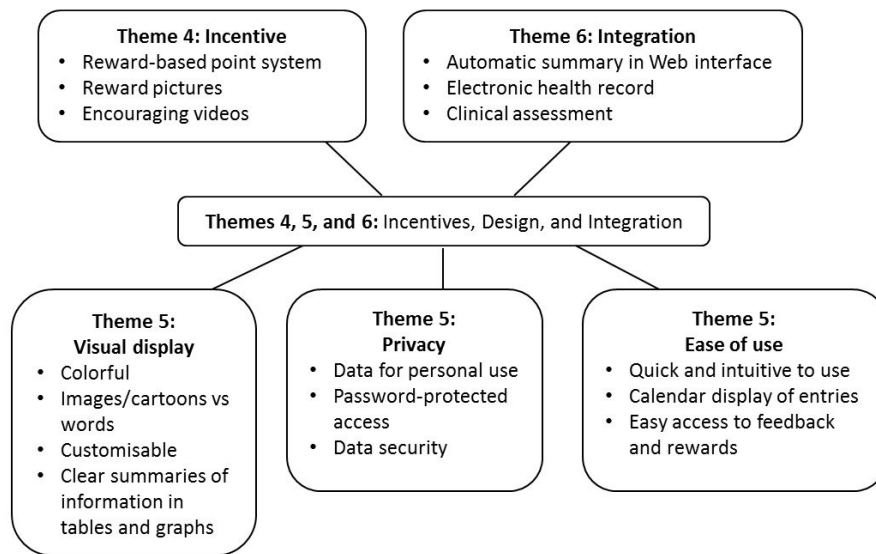 Theme 4: Incentive
• Reward-based point system
• Reward pictures
• Encouraging videos
Theme 6: Integration
• Automatic summary in Web interface
• Electronic health record
• Clinical assessment
Themes 4, 5, and 6: Incentives, Design, and Integration
Theme 5:
Visual display
• Colorful
• Images/cartoons vs
words
• Customisable
• Clear summaries of
information in
tables and graphs
Theme 5:
Privacy
• Data for personal use
• Password-protected
access
• Data security
Theme 5:
Ease of use
• Quick and intuitive to use
• Calendar display of entries
• Easy access to feedback
and rewards